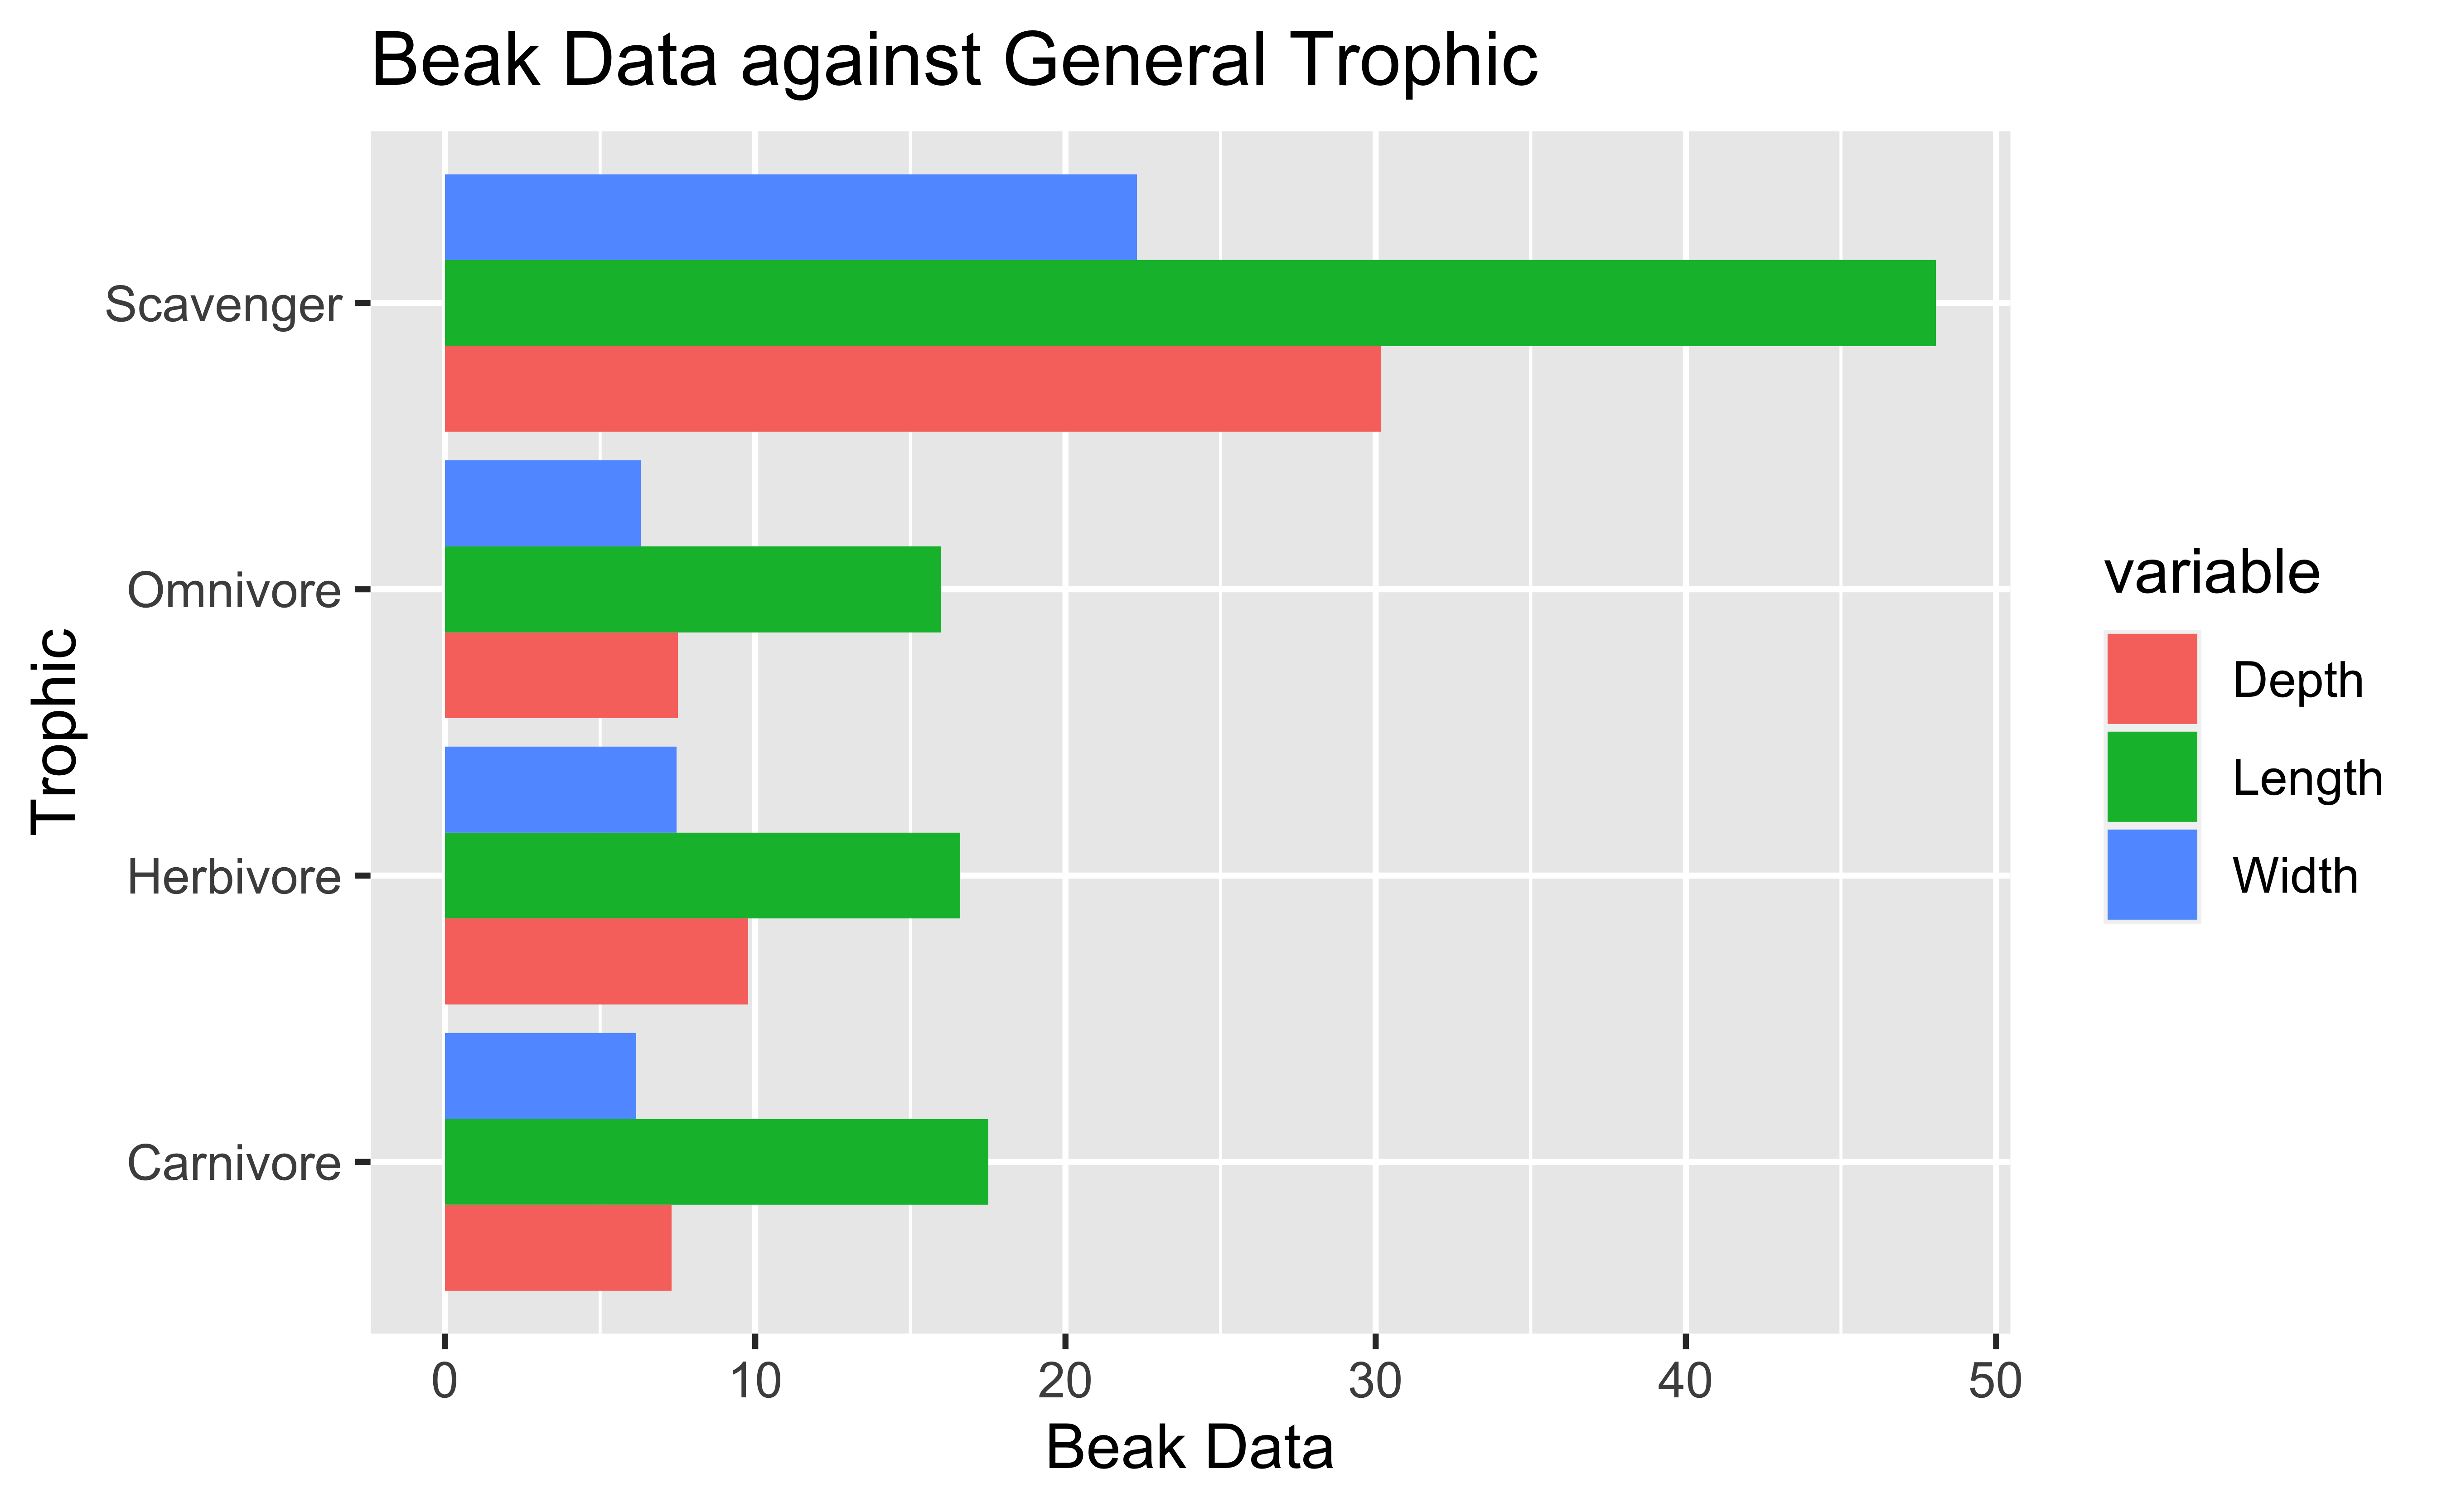 Beak Data against General Trophic
Trophic
Scavenger
Omnivore
Herbivore
Carnivore
0 10 20 30 40 50
Beak Data
variable
Depth
Length
Width